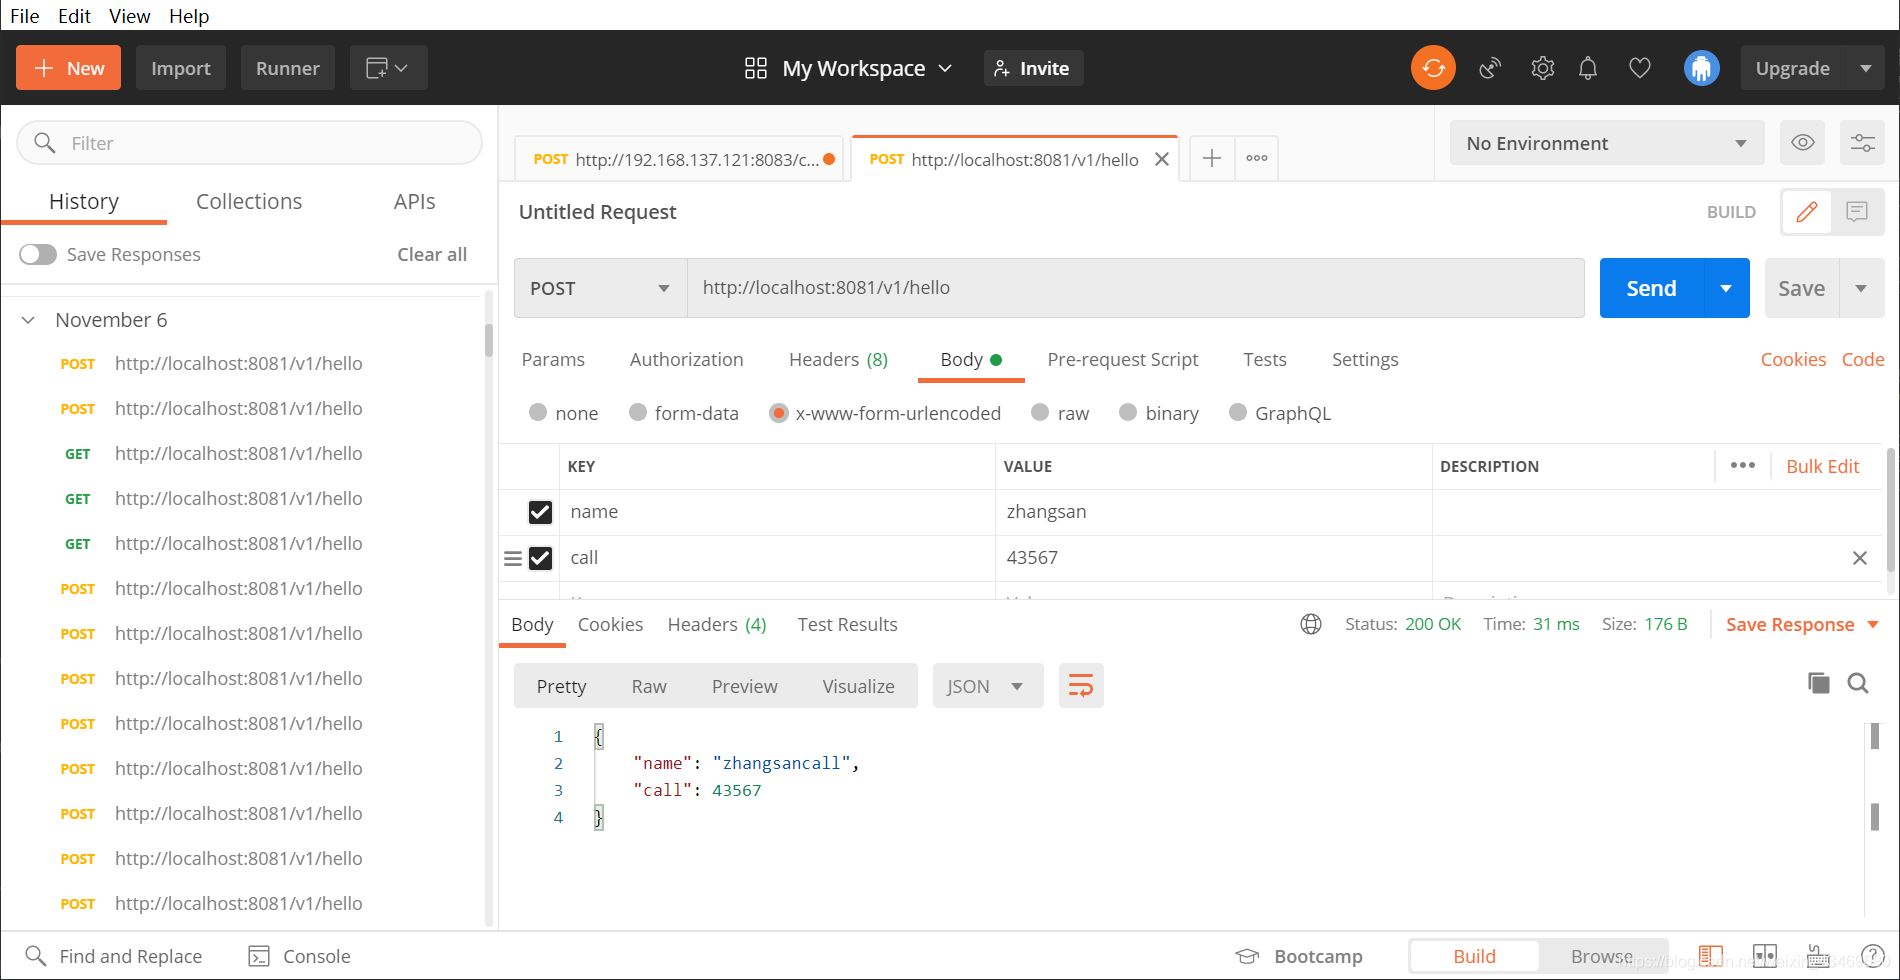 File Edit View Help
New Import Runner My Workspace Invite Upgrade
Filter
History Collections APIs
Save Responses Clear all
November 6
POST http://localhost:8081/v1/hello
POST http://localhost:8081/v1/hello
GET http://localhost:8081/v1/hello
GET http://localhost:8081/v1/hello
GET http://localhost:8081/v1/hello
POST http://localhost:8081/v1/hello
POST http://localhost:8081/v1/hello
POST http://localhost:8081/v1/hello
POST http://localhost:8081/v1/hello
POST http://localhost:8081/v1/hello
POST http://localhost:8081/v1/hello
POST http://localhost:8081/v1/hello
POST http://localhost:8081/v1/hello
POST http://192.168.137.121:8083/c... POST http://localhost:8081/v1/hello No Environment
Untitled Request BUILD
POST http://localhost:8081/v1/hello Send Save
Params Authorization Headers (8) Body Pre-request Script Tests Settings Cookies Code
none form-data x-www-form-urlencoded raw binary GraphQL
KEY VALUE DESCRIPTION Bulk Edit
name zhangsan
call 43567
Body Cookies Headers (4) Test Results Status: 200 OK Time: 31 ms Size: 176 B Save Response
Pretty Raw Preview Visualize JSON
1 {
2 "name": "zhangsancall",
3 "call": 43567
4 }
Find and Replace Console Bootcamp Build Browse